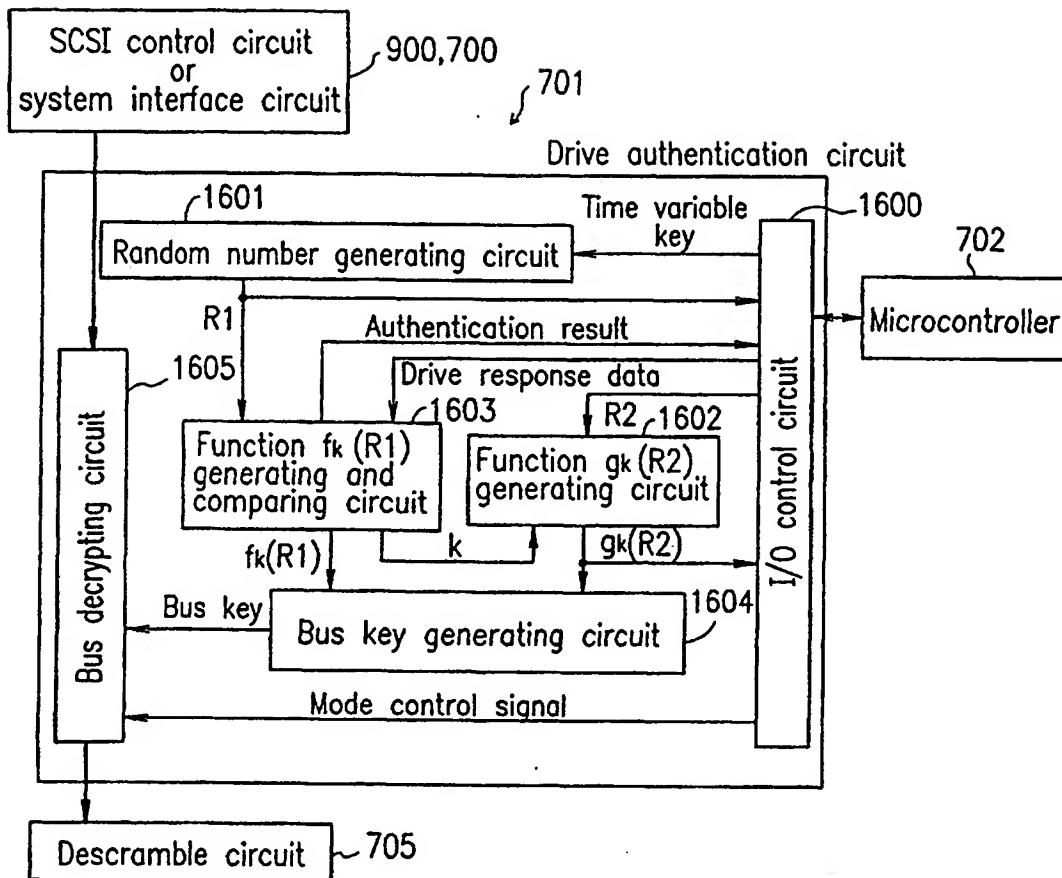 SCSI control circuit
or
system interface circuit
900,700
701
Drive authentication circuit
1601
Time variable
key
1600
Random number generating circuit
702
R1
Authentication result
Microcontroller
1605
Drive response data
1603
R2
1602
Function fk(R1)
generating and
comparing circuit
Function gk(R2)
generating circuit
Bus decrypting circuit
I/O control circuit
fk(R1)
k
gk(R2)
1604
Bus key
Bus key generating circuit
Mode control signal
Descramble circuit
705